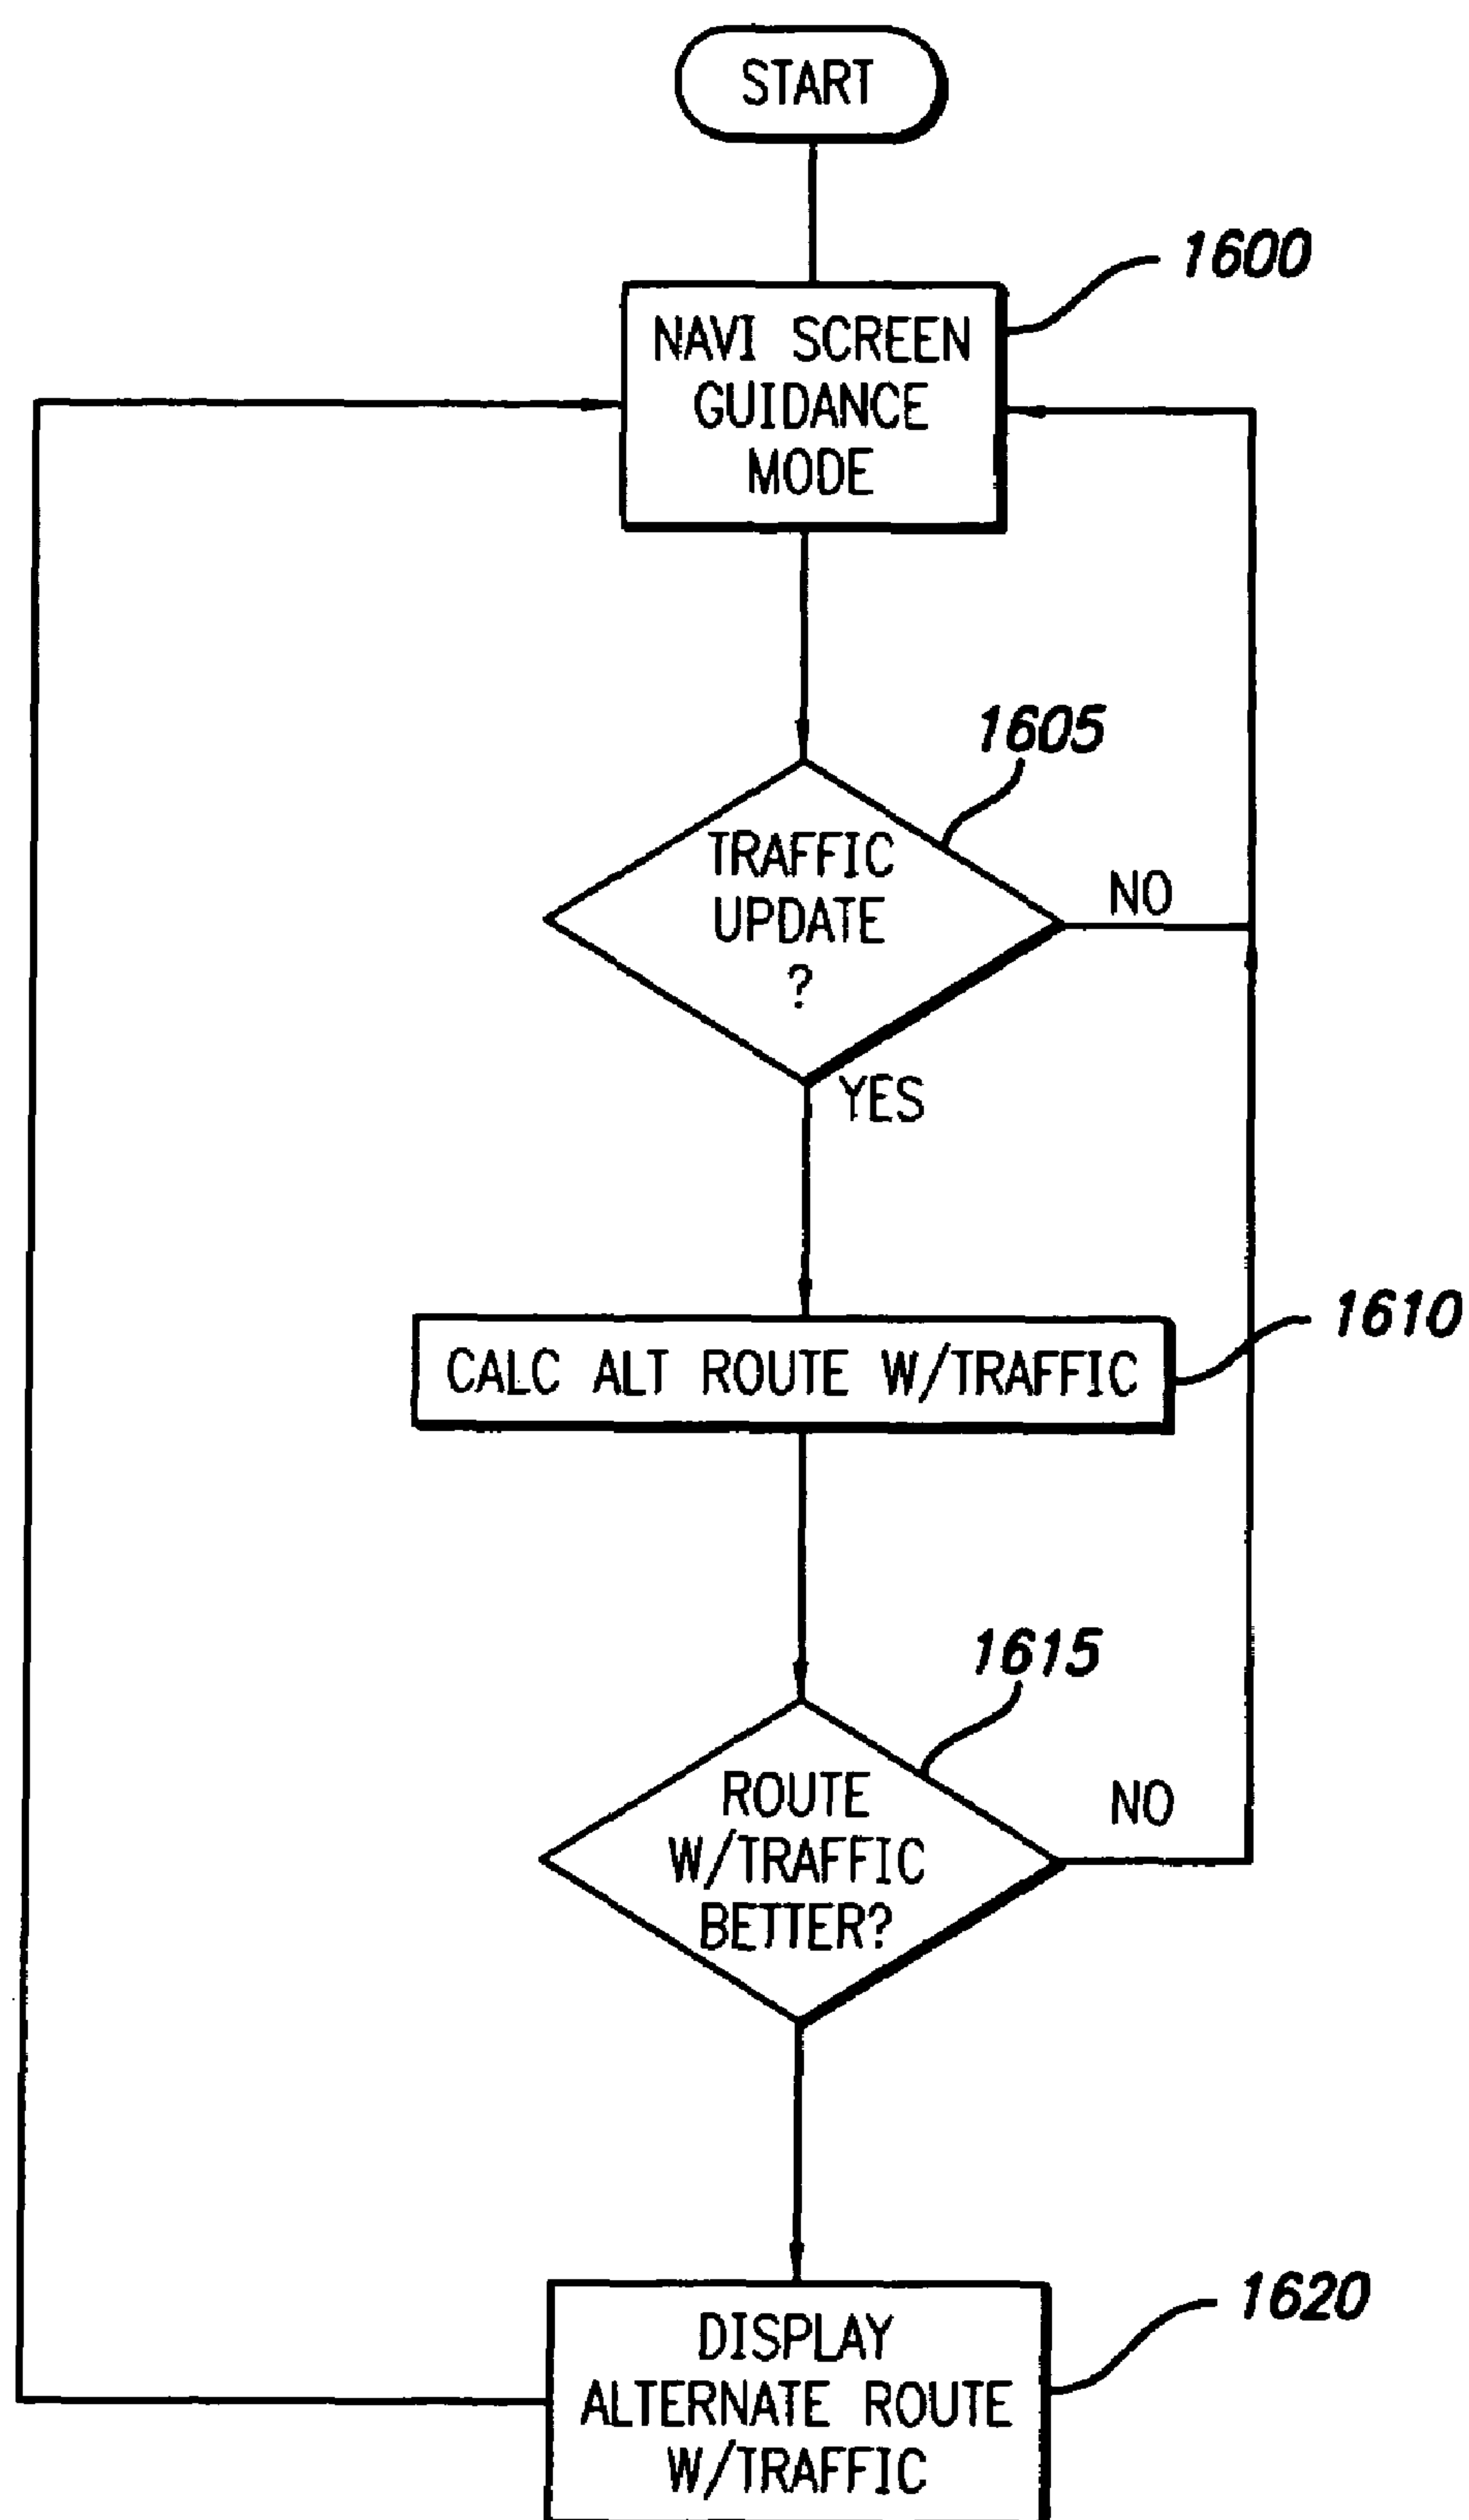 START
1600
NAVI SCREEN
GUIDANCE
MODE
1605
TRAFFIC
UPDATE
?
NO
YES
1610
CALC ALT ROUTE W/TRAFFIC
1615
ROUTE
W/TRAFFIC
BETTER?
NO
1620
DISPLAY
ALTERNATE ROUTE
W/TRAFFIC